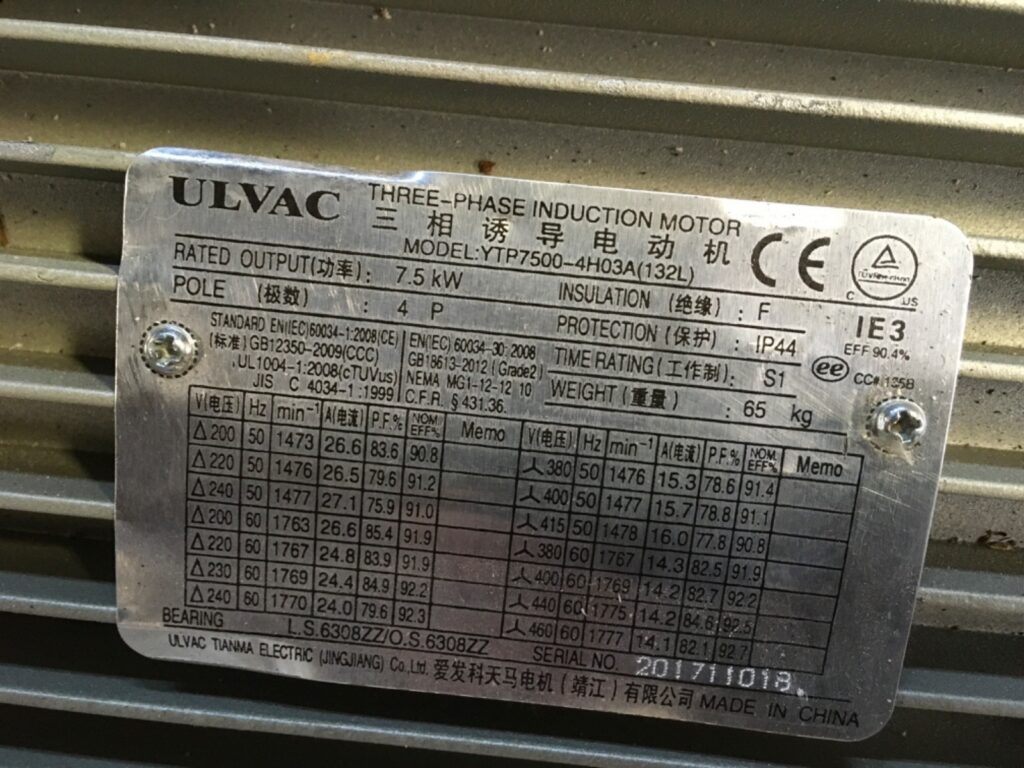 ULVAC
THREE-PHASE INDUCTION MOTOR
三相诱导电动机
MODEL:YTP7500-4H03A(132L)
CE
C US
RATED OUTPUT(功率): 7.5 kW
POLE (极数) : 4 P
INSULATION (绝缘) : F
PROTECTION (保护) : IP44
TIME RATING (工作制): S1
WEIGHT (重量) : 65 kg
IE3
EFF 90.4%
ee CC# 135B
STANDARD EN(IEC)60034-1:2008(CE)
(标准) GB12350-2009(CCC)
UL1004-1:2008(cTUVus)
JIS C 4034-1:1999
EN(IEC) 60034-30:2008
GB 18613-2012 (Grade2)
NEMA MG1-12-12 10
C.F.R. §431.36.
V(电压) Hz min⁻¹ A(电流) P.F.% NOM. EFF% Memo
△200 50 1473 26.6 83.6 90.8
△220 50 1476 26.5 79.6 91.2
△240 50 1477 27.1 75.9 91.0
△200 60 1763 26.6 85.4 91.9
△220 60 1767 24.8 83.9 91.9
△230 60 1769 24.4 84.9 92.2
△240 60 1770 24.0 79.6 92.3
V(电压) Hz min⁻¹ A(电流) P.F.% NOM. EFF% Memo
人380 50 1476 15.3 78.6 91.4
人400 50 1477 15.7 78.8 91.1
人415 50 1478 16.0 77.8 90.8
人380 60 1767 14.3 82.5 91.9
人400 60 1769 14.2 82.7 92.2
人440 60 1775 14.2 84.6 92.5
人460 60 1777 14.1 82.1 92.7
BEARING L.S.6308ZZ/O.S.6308ZZ
SERIAL NO. 201711018.
ULVAC TIANMA ELECTRIC (JINGJIANG) Co.,Ltd. 爱发科天马电机(靖江)有限公司 MADE IN CHINA